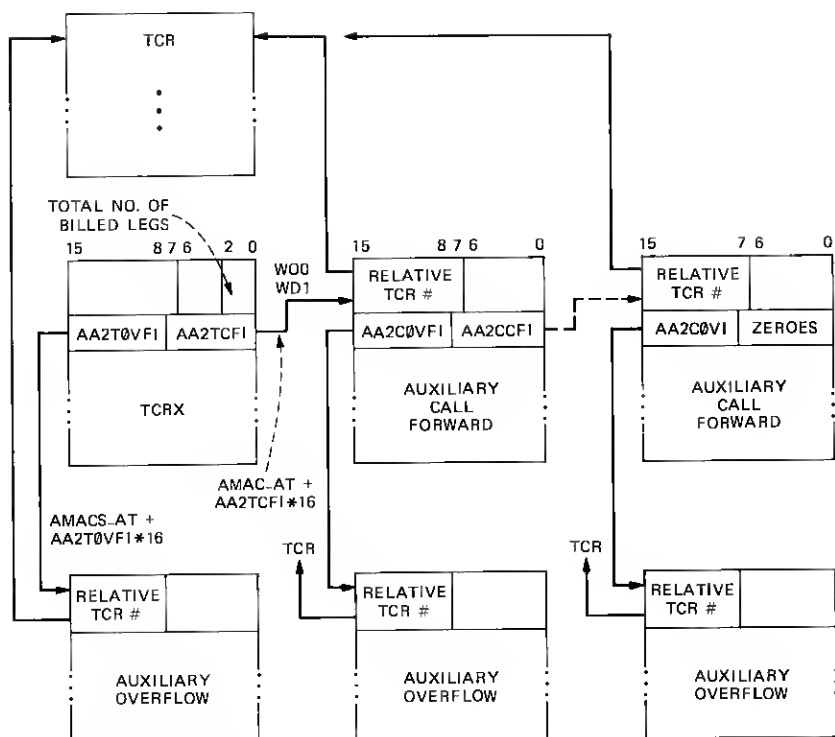 TCR
TOTAL NO. OF
BILLED LEGS
15 8 7 6 2 0
W00
WD1
15 8 7 6 0
15 7 6 0
RELATIVE
TCR #
RELATIVE
TCR #
AA2T0VF1 AA2TCF1
AA2C0VF1 AA2CCF1
AA2C0V1 ZEROES
TCRX
AUXILIARY
CALL
FORWARD
AUXILIARY
CALL
FORWARD
AMAC_AT +
AA2TCF1*16
AMACS_AT +
AA2T0VF1*16
TCR
TCR
RELATIVE
TCR #
RELATIVE
TCR #
RELATIVE
TCR #
AUXILIARY
OVERFLOW
AUXILIARY
OVERFLOW
AUXILIARY
OVERFLOW